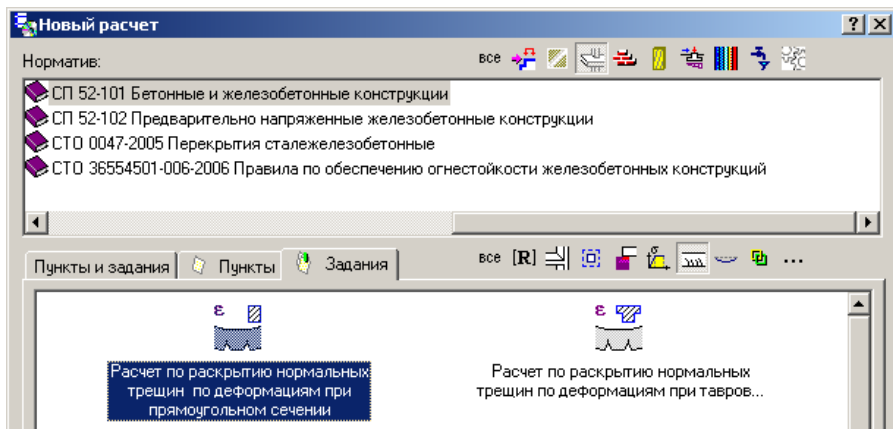 Новый расчет
Норматив:
все
СП 52-101 Бетонные и железобетонные конструкции
СП 52-102 Предварительно напряженные железобетонные конструкции
СТО 0047-2005 Перекрытия сталежелезобетонные
СТО 36554501-006-2006 Правила по обеспечению огнестойкости железобетонных конструкций
Пункты и задания Пункты Задания все [R] σ ...
ε ε
Расчет по раскрытию нормальных
трещин по деформациям при
прямоугольном сечении
Расчет по раскрытию нормальных
трещин по деформациям при тавров...